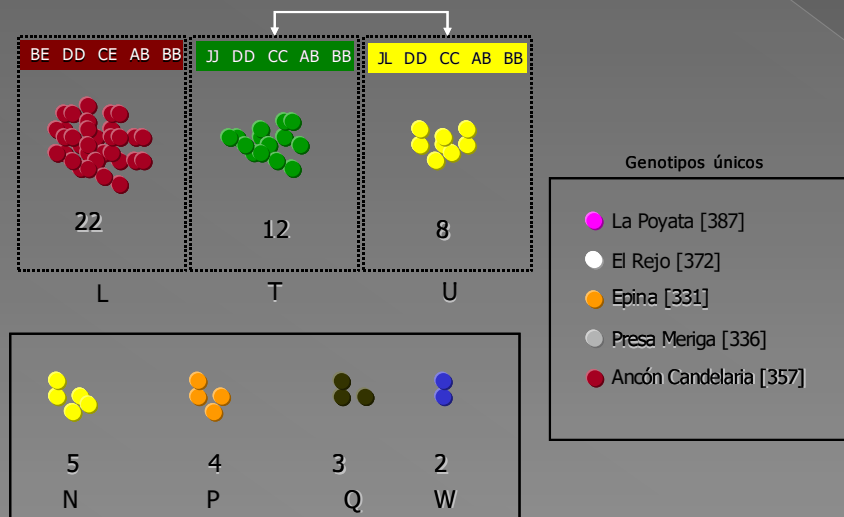 BE DD CE AB BB
JJ DD CC AB BB
JL DD CC AB BB
22
12
8
L
T
U
Genotipos únicos
La Poyata [387]
El Rejo [372]
Epina [331]
Presa Meriga [336]
Ancón Candelaria [357]
5 4 3 2
N P Q W